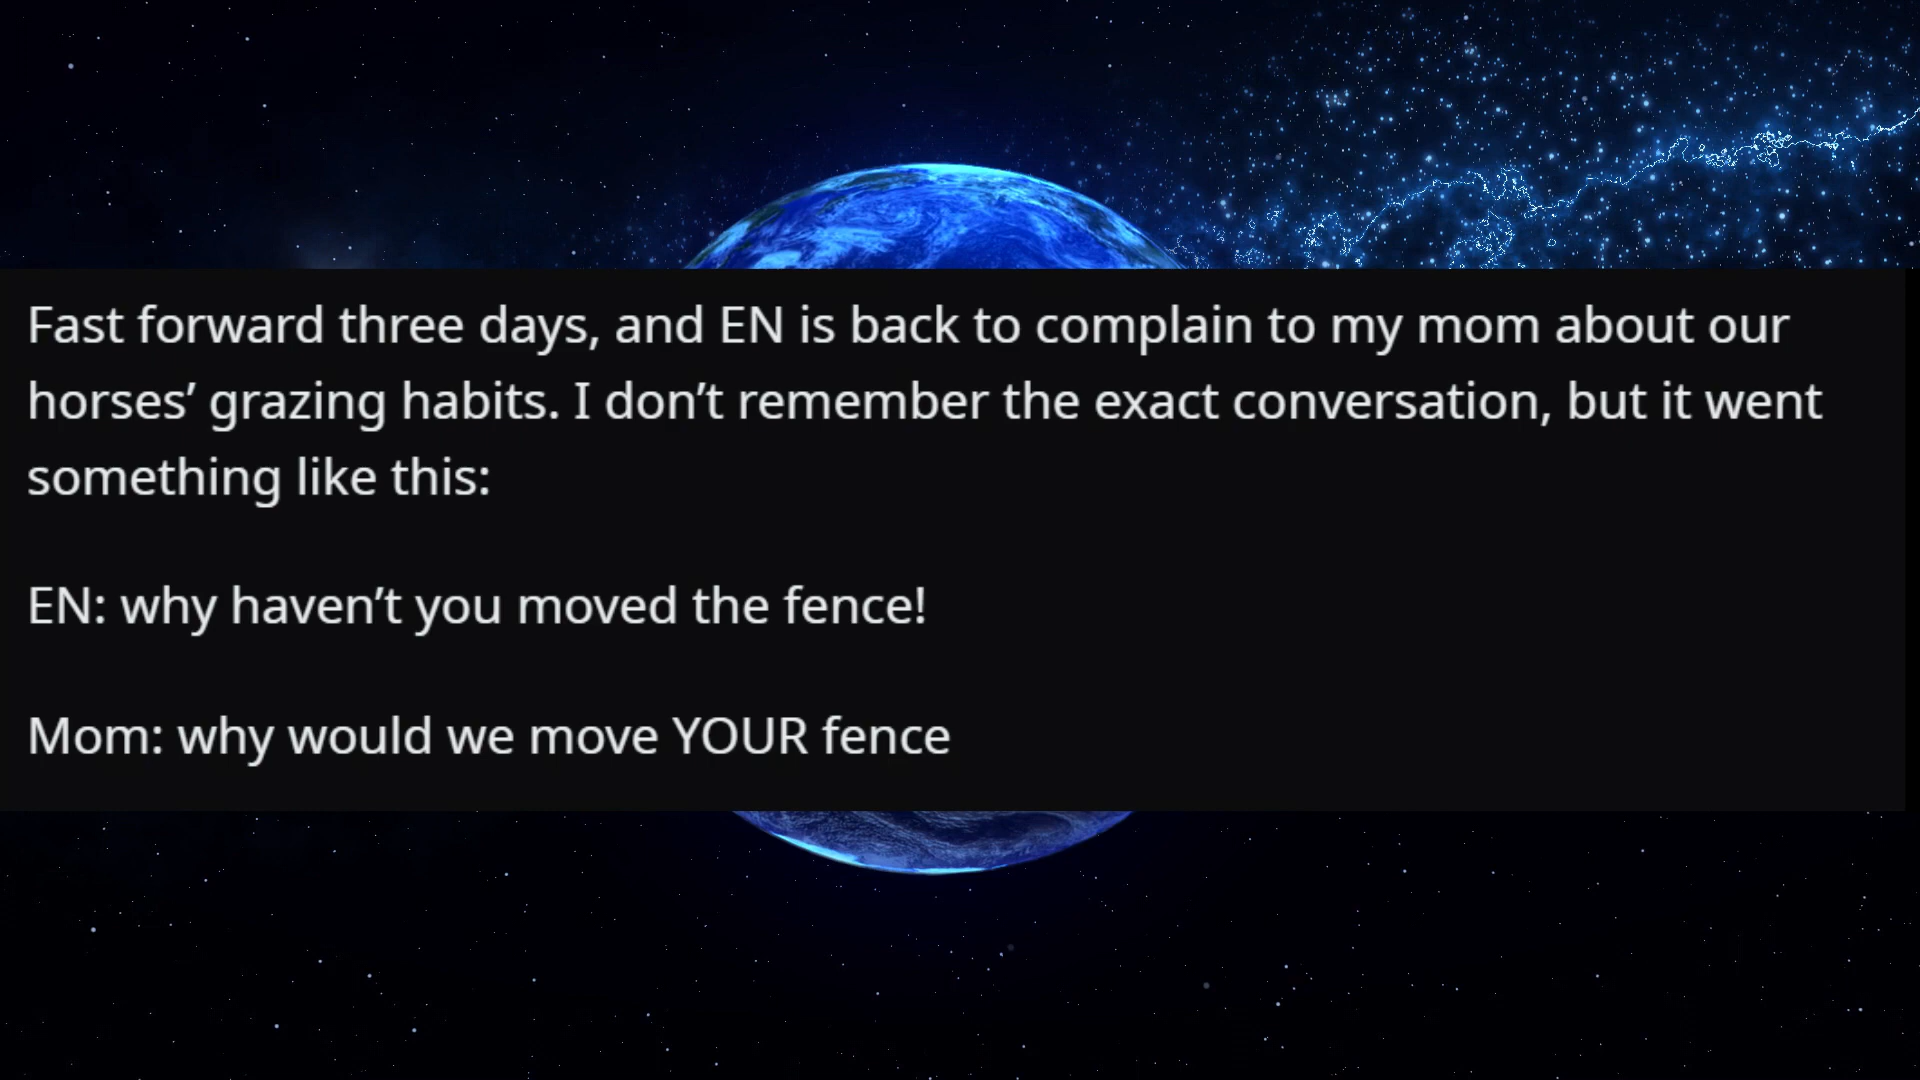 Fast forward three days, and EN is back to complain to my mom about our
horses’ grazing habits. I don’t remember the exact conversation, but it went
something like this:
EN: why haven’t you moved the fence!
Mom: why would we move YOUR fence